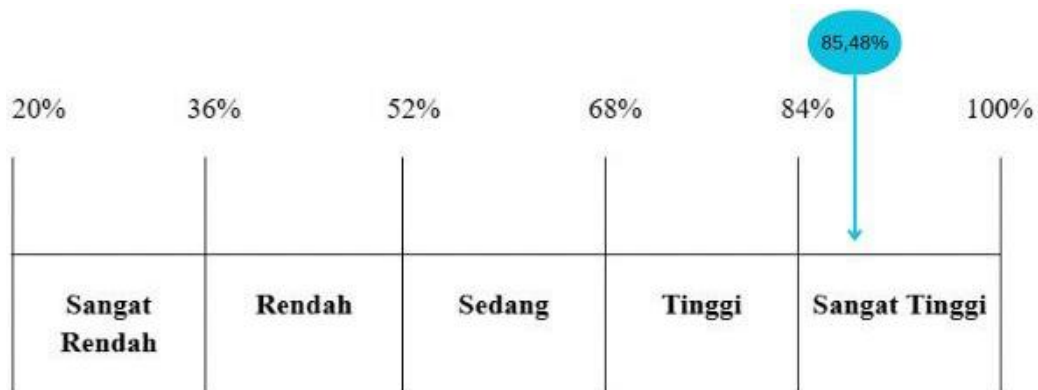 85,48%
20% 36% 52% 68% 84% 100%
Sangat Rendah Sedang Tinggi Sangat Tinggi
Rendah